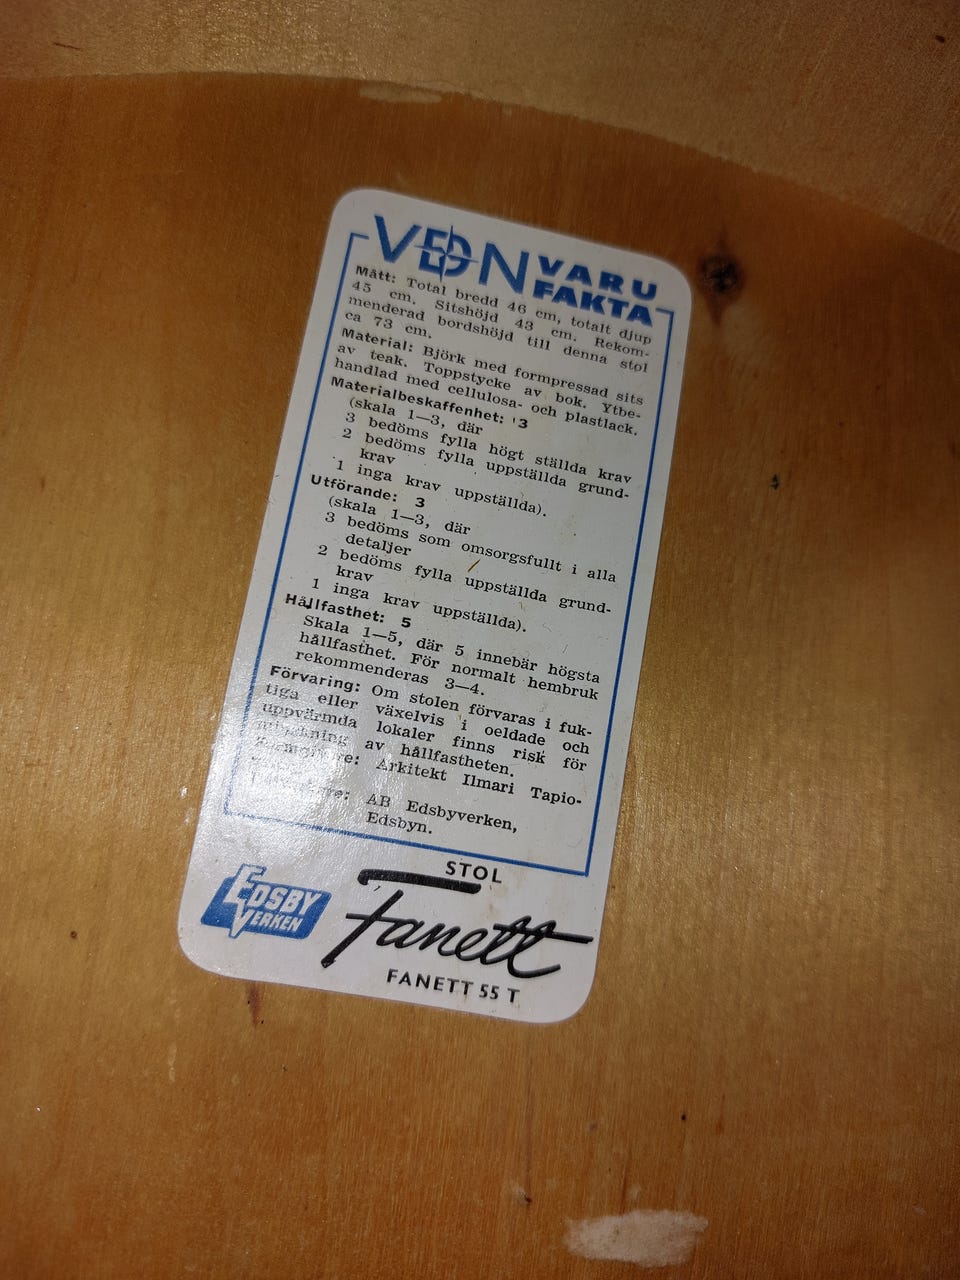 VDN VARU
FAKTA
Mått: Total bredd 46 cm, totalt djup
45 cm. Sitshöjd 43 cm. Rekom-
menderad bordshöjd till denna stol
ca 73 cm.
Material: Björk med formpressad sits
av teak. Toppstycke av bok. Ytbe-
handlad med cellulosa- och plastlack.
Materialbeskaffenhet: 3
(skala 1—3, där
3 bedöms fylla högt ställda krav
2 bedöms fylla uppställda grund-
krav
1 inga krav uppställda).
Utförande: 3
(skala 1—3, där
3 bedöms som omsorgsfullt i alla
detaljer
2 bedöms fylla uppställda grund-
krav
1 inga krav uppställda).
Hållfasthet: 5
Skala 1—5, där 5 innebär högsta
hållfasthet. För normalt hembruk
rekommenderas 3—4.
Förvaring: Om stolen förvaras i fuk-
tiga eller växelvis i oeldade och
uppvärmda lokaler finns risk för
av hållfastheten.
Arkitekt Ilmari Tapio-
AB Edsbyverken,
Edsbyn.
EDSBY
VERKEN
STOL
Fanett
FANETT 55 T